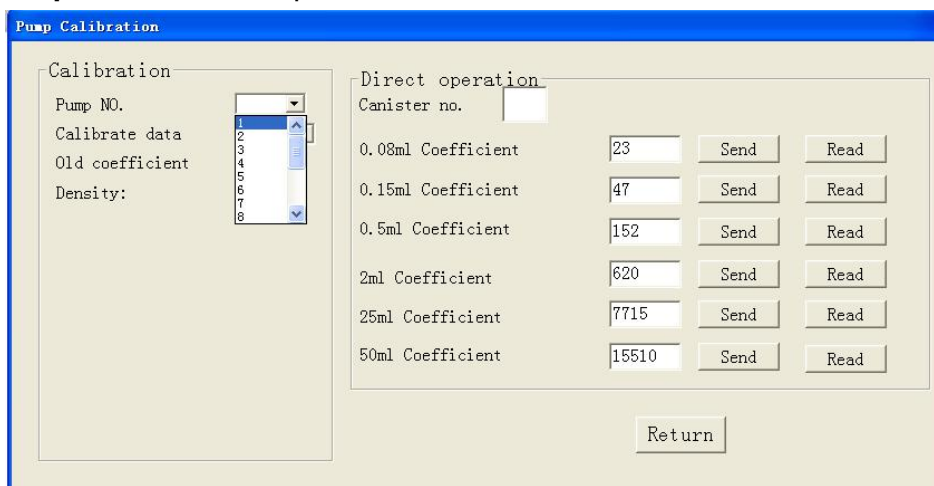 Pump Calibration
Calibration
Pump NO.
Calibrate data
Old coefficient
Density:
1
2
3
4
5
6
7
8
Direct operation
Canister no.
0.08ml Coefficient 23 Send Read
0.15ml Coefficient 47 Send Read
0.5ml Coefficient 152 Send Read
2ml Coefficient 620 Send Read
25ml Coefficient 7715 Send Read
50ml Coefficient 15510 Send Read
Return